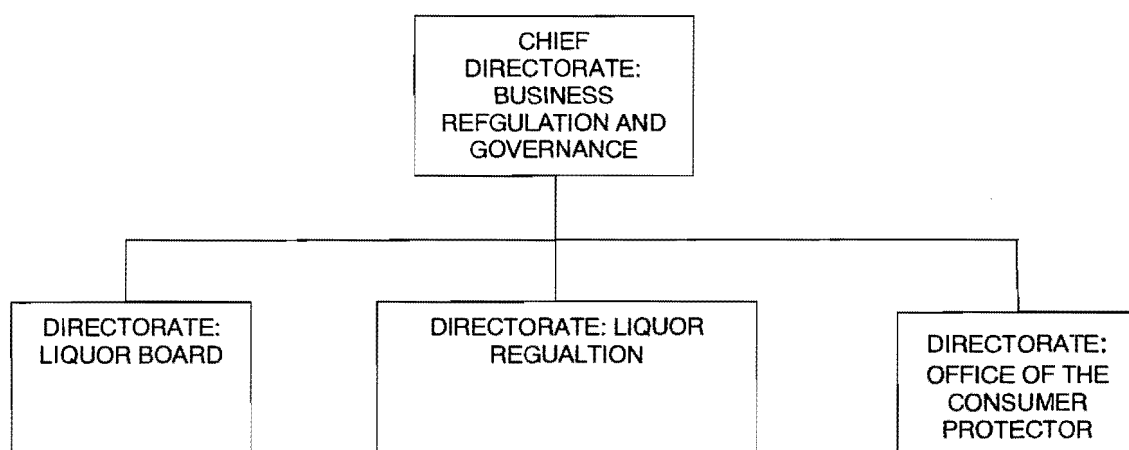 CHIEF
DIRECTORATE:
BUSINESS
REFGULATION AND
GOVERNANCE
DIRECTORATE:
LIQUOR BOARD
DIRECTORATE: LIQUOR
REGUALTION
DIRECTORATE:
OFFICE OF THE
CONSUMER
PROTECTOR